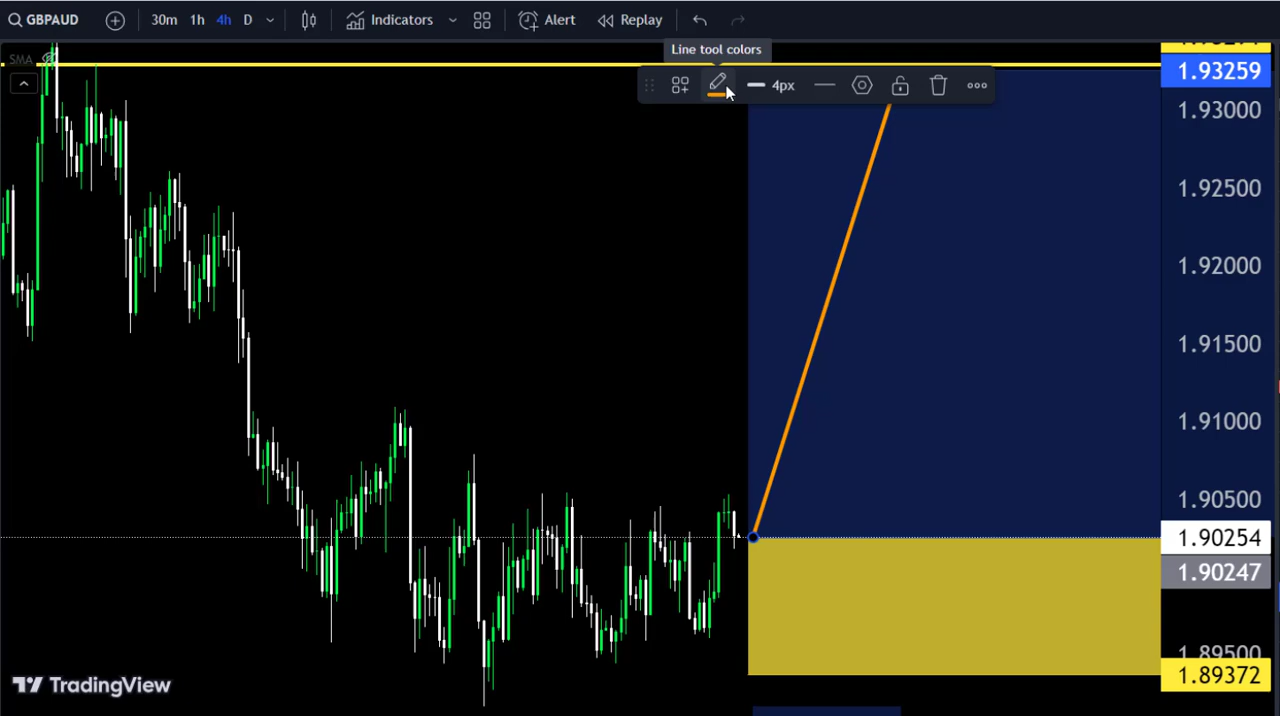 GBPAUD 30m 1h 4h D Indicators Alert Replay
Line tool colors
SMA
4px
1.93259
1.93000
1.92500
1.92000
1.91500
1.91000
1.90500
1.90254
1.90247
1.89500
1.89372
TradingView